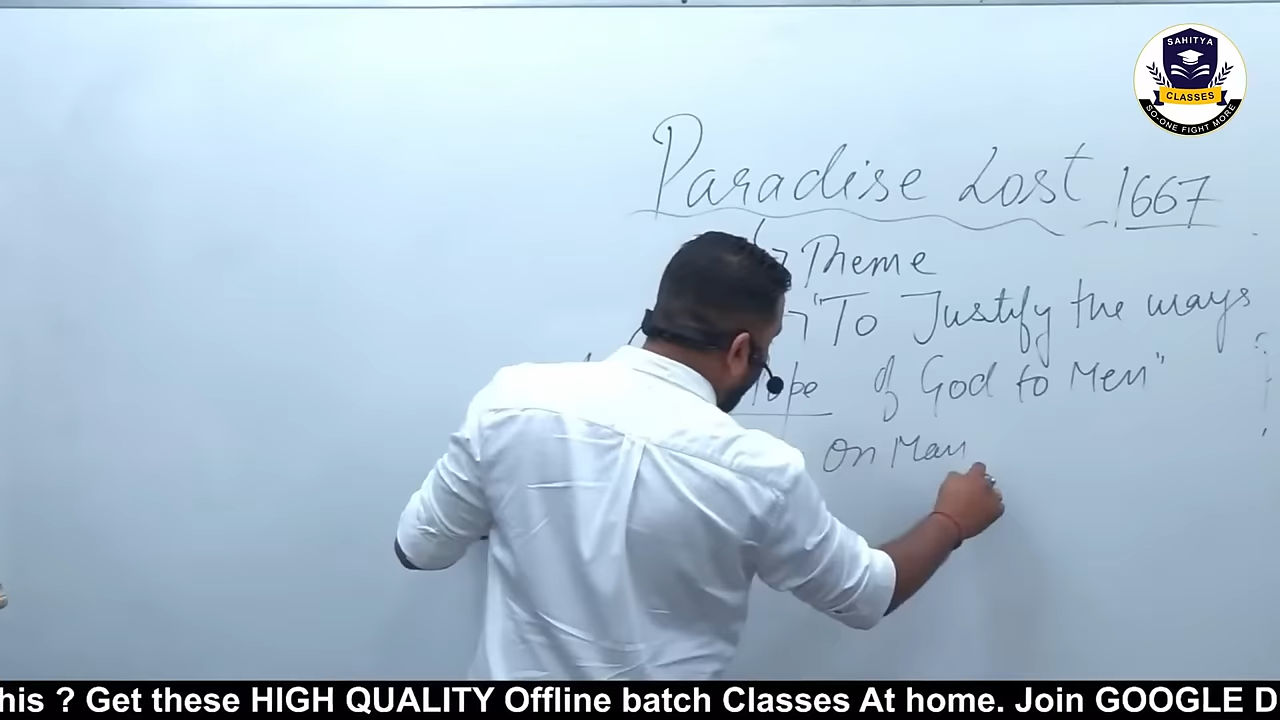 SAHITYA
CLASSES
SO-ONE FIGHT MORE
Paradise Lost 1667
Theme
"To Justify the ways
of God to Men"
On Man
his ? Get these HIGH QUALITY Offline batch Classes At home. Join GOOGLE D